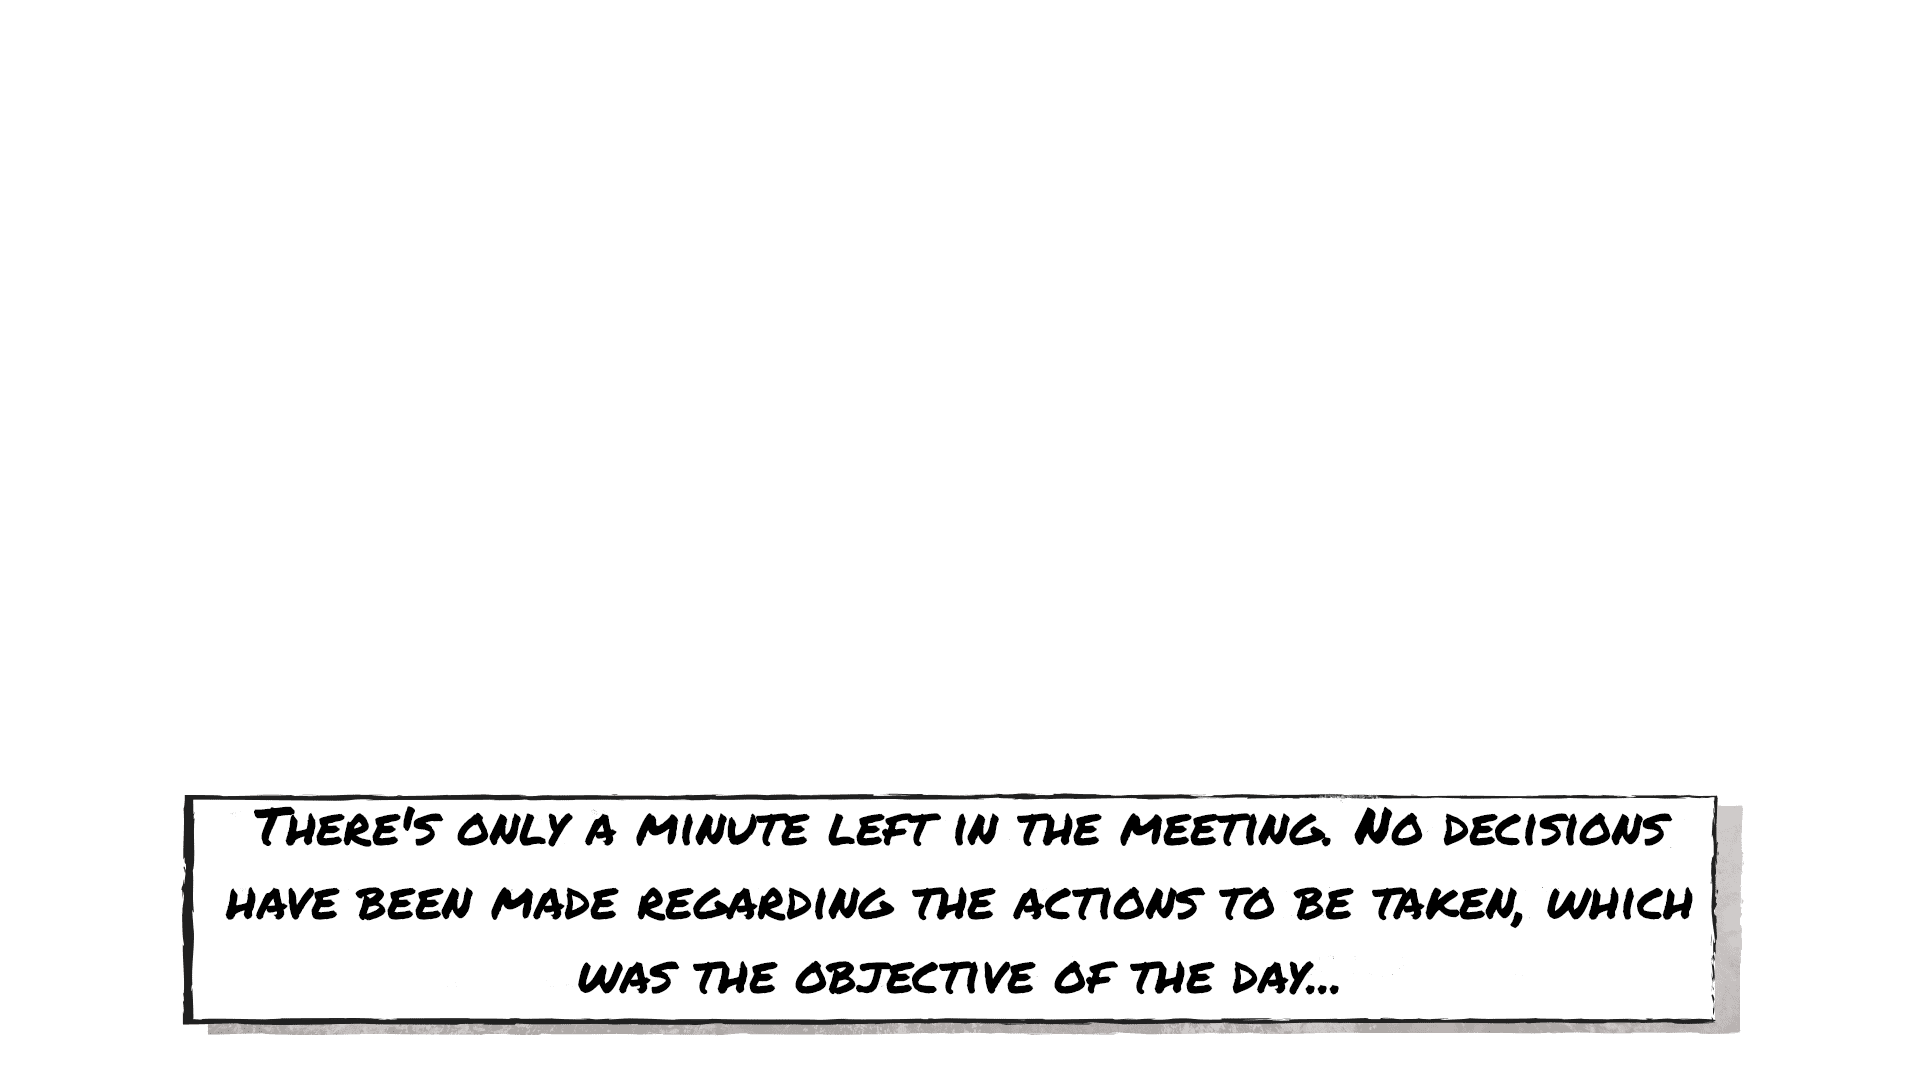 There's only a minute left in the meeting. No decisions
have been made regarding the actions to be taken, which
was the objective of the day...